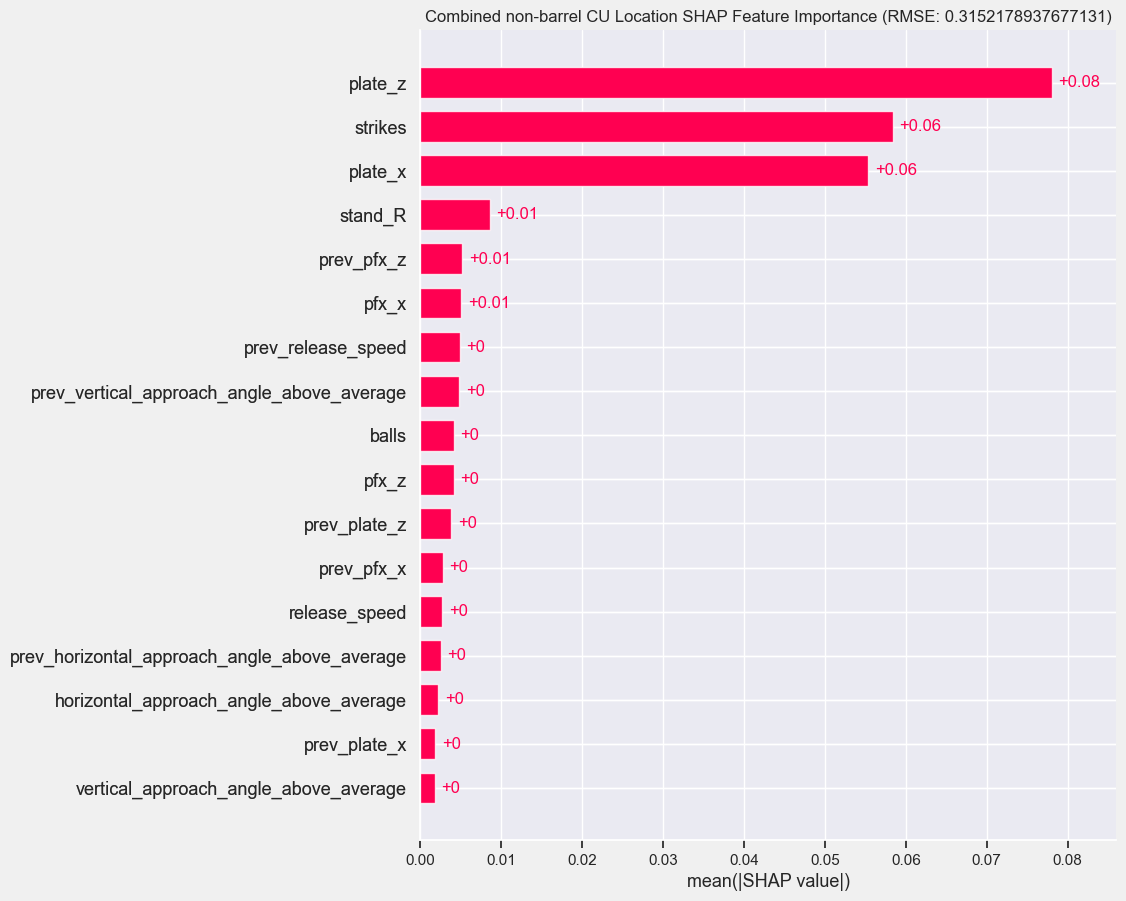 Combined non-barrel CU Location SHAP Feature Importance (RMSE: 0.3152178937677131)
plate_z +0.08
strikes +0.06
plate_x +0.06
stand_R +0.01
prev_pfx_z +0.01
pfx_x +0.01
prev_release_speed +0
prev_vertical_approach_angle_above_average +0
balls +0
pfx_z +0
prev_plate_z +0
prev_pfx_x +0
release_speed +0
prev_horizontal_approach_angle_above_average +0
horizontal_approach_angle_above_average +0
prev_plate_x +0
vertical_approach_angle_above_average +0
0.00 0.01 0.02 0.03 0.04 0.05 0.06 0.07 0.08
mean(|SHAP value|)